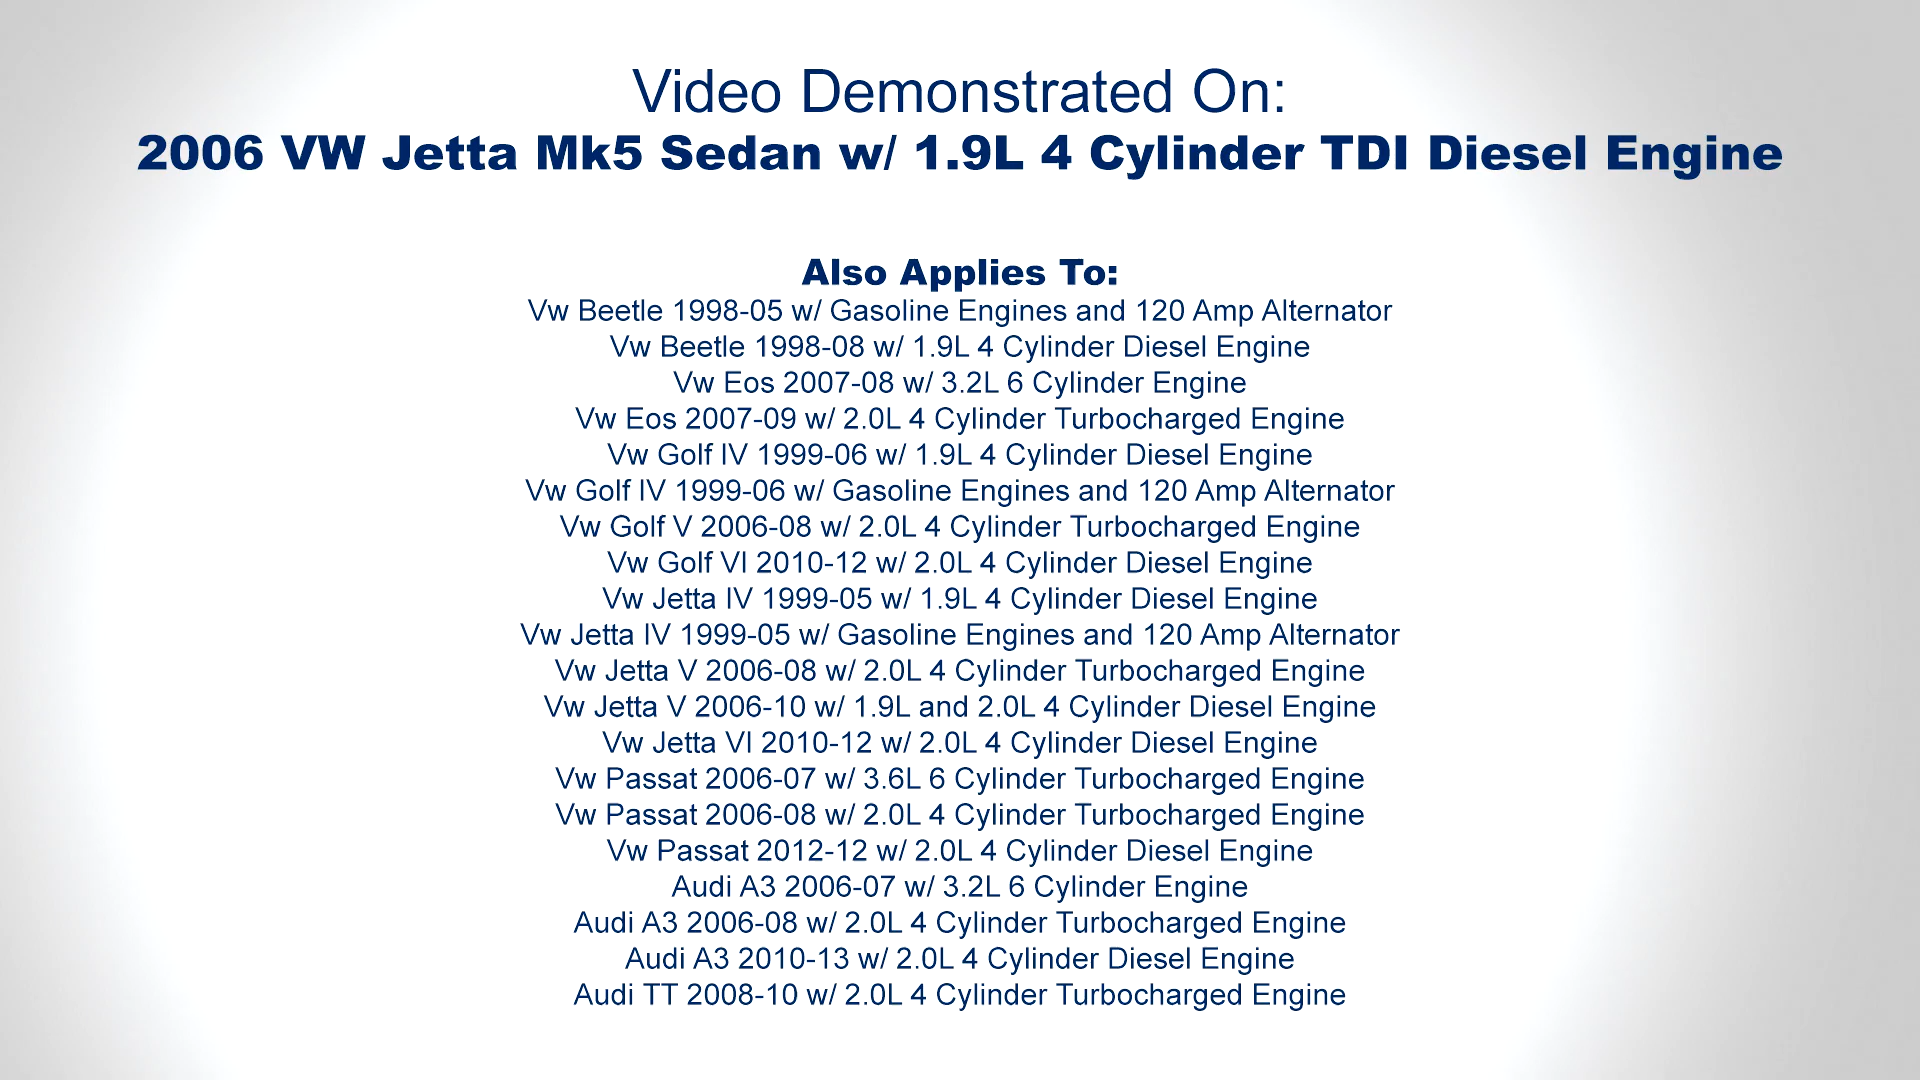 Video Demonstrated On:
2006 VW Jetta Mk5 Sedan w/ 1.9L 4 Cylinder TDI Diesel Engine
Also Applies To:
Vw Beetle 1998-05 w/ Gasoline Engines and 120 Amp Alternator
Vw Beetle 1998-08 w/ 1.9L 4 Cylinder Diesel Engine
Vw Eos 2007-08 w/ 3.2L 6 Cylinder Engine
Vw Eos 2007-09 w/ 2.0L 4 Cylinder Turbocharged Engine
Vw Golf IV 1999-06 w/ 1.9L 4 Cylinder Diesel Engine
Vw Golf IV 1999-06 w/ Gasoline Engines and 120 Amp Alternator
Vw Golf V 2006-08 w/ 2.0L 4 Cylinder Turbocharged Engine
Vw Golf VI 2010-12 w/ 2.0L 4 Cylinder Diesel Engine
Vw Jetta IV 1999-05 w/ 1.9L 4 Cylinder Diesel Engine
Vw Jetta IV 1999-05 w/ Gasoline Engines and 120 Amp Alternator
Vw Jetta V 2006-08 w/ 2.0L 4 Cylinder Turbocharged Engine
Vw Jetta V 2006-10 w/ 1.9L and 2.0L 4 Cylinder Diesel Engine
Vw Jetta VI 2010-12 w/ 2.0L 4 Cylinder Diesel Engine
Vw Passat 2006-07 w/ 3.6L 6 Cylinder Turbocharged Engine
Vw Passat 2006-08 w/ 2.0L 4 Cylinder Turbocharged Engine
Vw Passat 2012-12 w/ 2.0L 4 Cylinder Diesel Engine
Audi A3 2006-07 w/ 3.2L 6 Cylinder Engine
Audi A3 2006-08 w/ 2.0L 4 Cylinder Turbocharged Engine
Audi A3 2010-13 w/ 2.0L 4 Cylinder Diesel Engine
Audi TT 2008-10 w/ 2.0L 4 Cylinder Turbocharged Engine